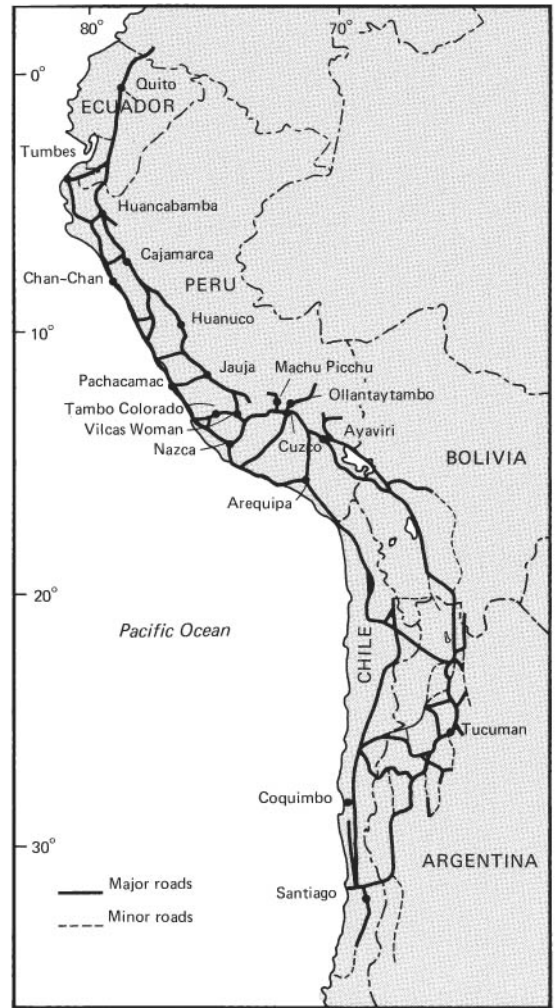 80°
70°
0°
Quito
ECUADOR
Tumbes
Huancabamba
Cajamarca
Chan-Chan
PERU
10°
Huanuco
Jauja
Machu Picchu
Pachacamac
Ollantaytambo
Tambo Colorado
Vilcas Woman
Cuzco
Ayaviri
Nazca
BOLIVIA
Arequipa
20°
Pacific Ocean
CHILE
Tucuman
Coquimbo
30°
ARGENTINA
Major roads
Santiago
Minor roads